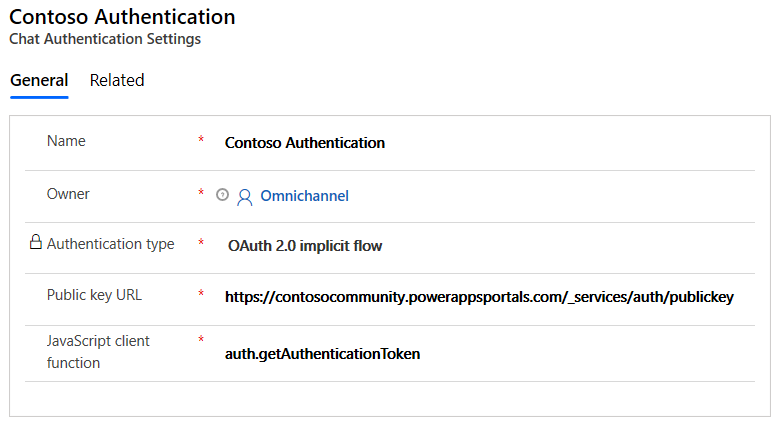 Contoso Authentication
Chat Authentication Settings
General Related
Name * Contoso Authentication
Owner * Omnichannel
Authentication type * OAuth 2.0 implicit flow
Public key URL * https://contosocommunity.powerappsportals.com/_services/auth/publickey
JavaScript client *
function
auth.getAuthenticationToken